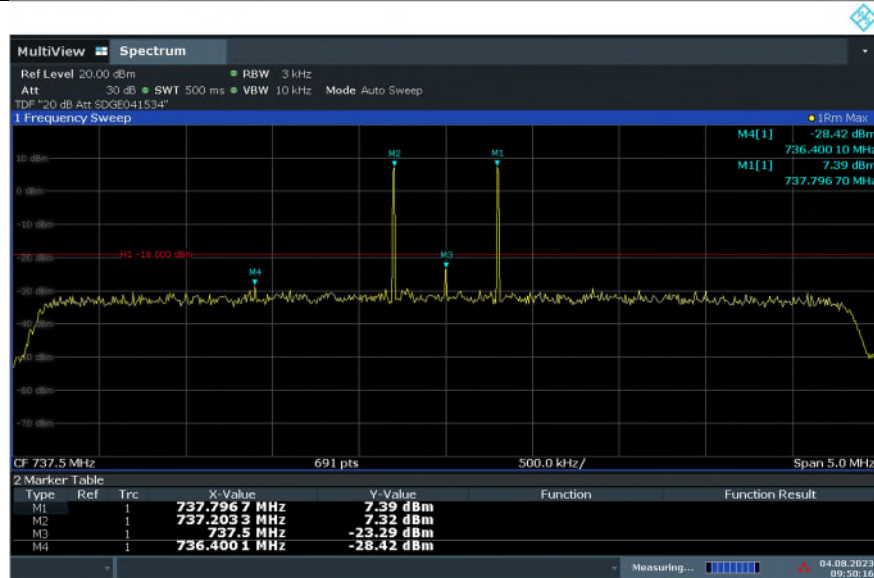 MultiView Spectrum
Ref Level 20.00 dBm RBW 3 kHz
Att 30 dB SWT 500 ms VBW 10 kHz Mode Auto Sweep
TDF "20 dB Att SDGE041534"
1 Frequency Sweep 1Rm Max
M4[1] -28.42 dBm
736.400 10 MHz
M1[1] 7.39 dBm
737.796 70 MHz
M2 M1
10 dBm
0 dBm
-10 dBm
H1 -19.000 dBm
M3
-20 dBm
M4
-30 dBm
-40 dBm
-50 dBm
-60 dBm
-70 dBm
CF 737.5 MHz 691 pts 500.0 kHz/ Span 5.0 MHz
2 Marker Table
Type Ref Trc X-Value Y-Value Function Function Result
M1 1 737.796 7 MHz 7.39 dBm
M2 1 737.203 3 MHz 7.32 dBm
M3 1 737.5 MHz -23.29 dBm
M4 1 736.400 1 MHz -28.42 dBm
Measuring... 04.08.2023
09:50:16